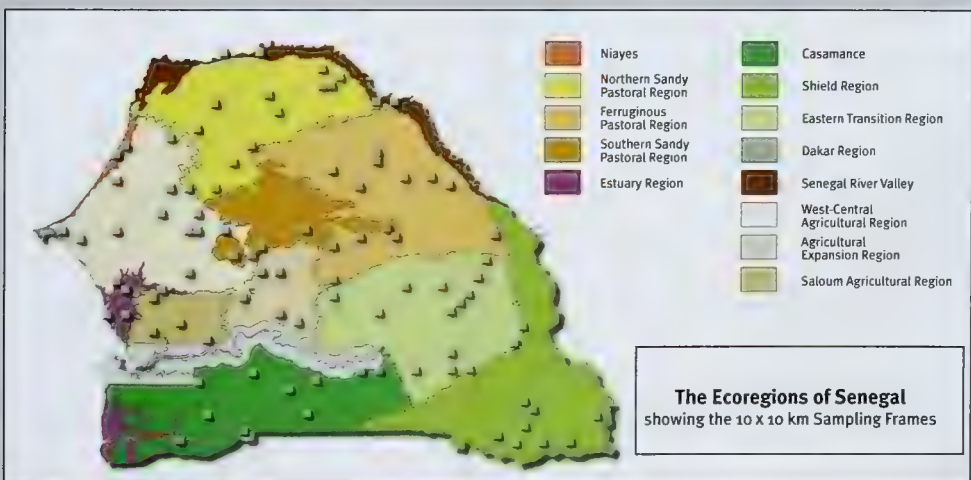 Niayes
Northern Sandy
Pastoral Region
Ferruginous
Pastoral Region
Southern Sandy
Pastoral Region
Estuary Region
Casamance
Shield Region
Eastern Transition Region
Dakar Region
Senegal River Valley
West-Central
Agricultural Region
Agricultural
Expansion Region
Saloum Agricultural Region
The Ecoregions of Senegal
showing the 10 x 10 km Sampling Frames